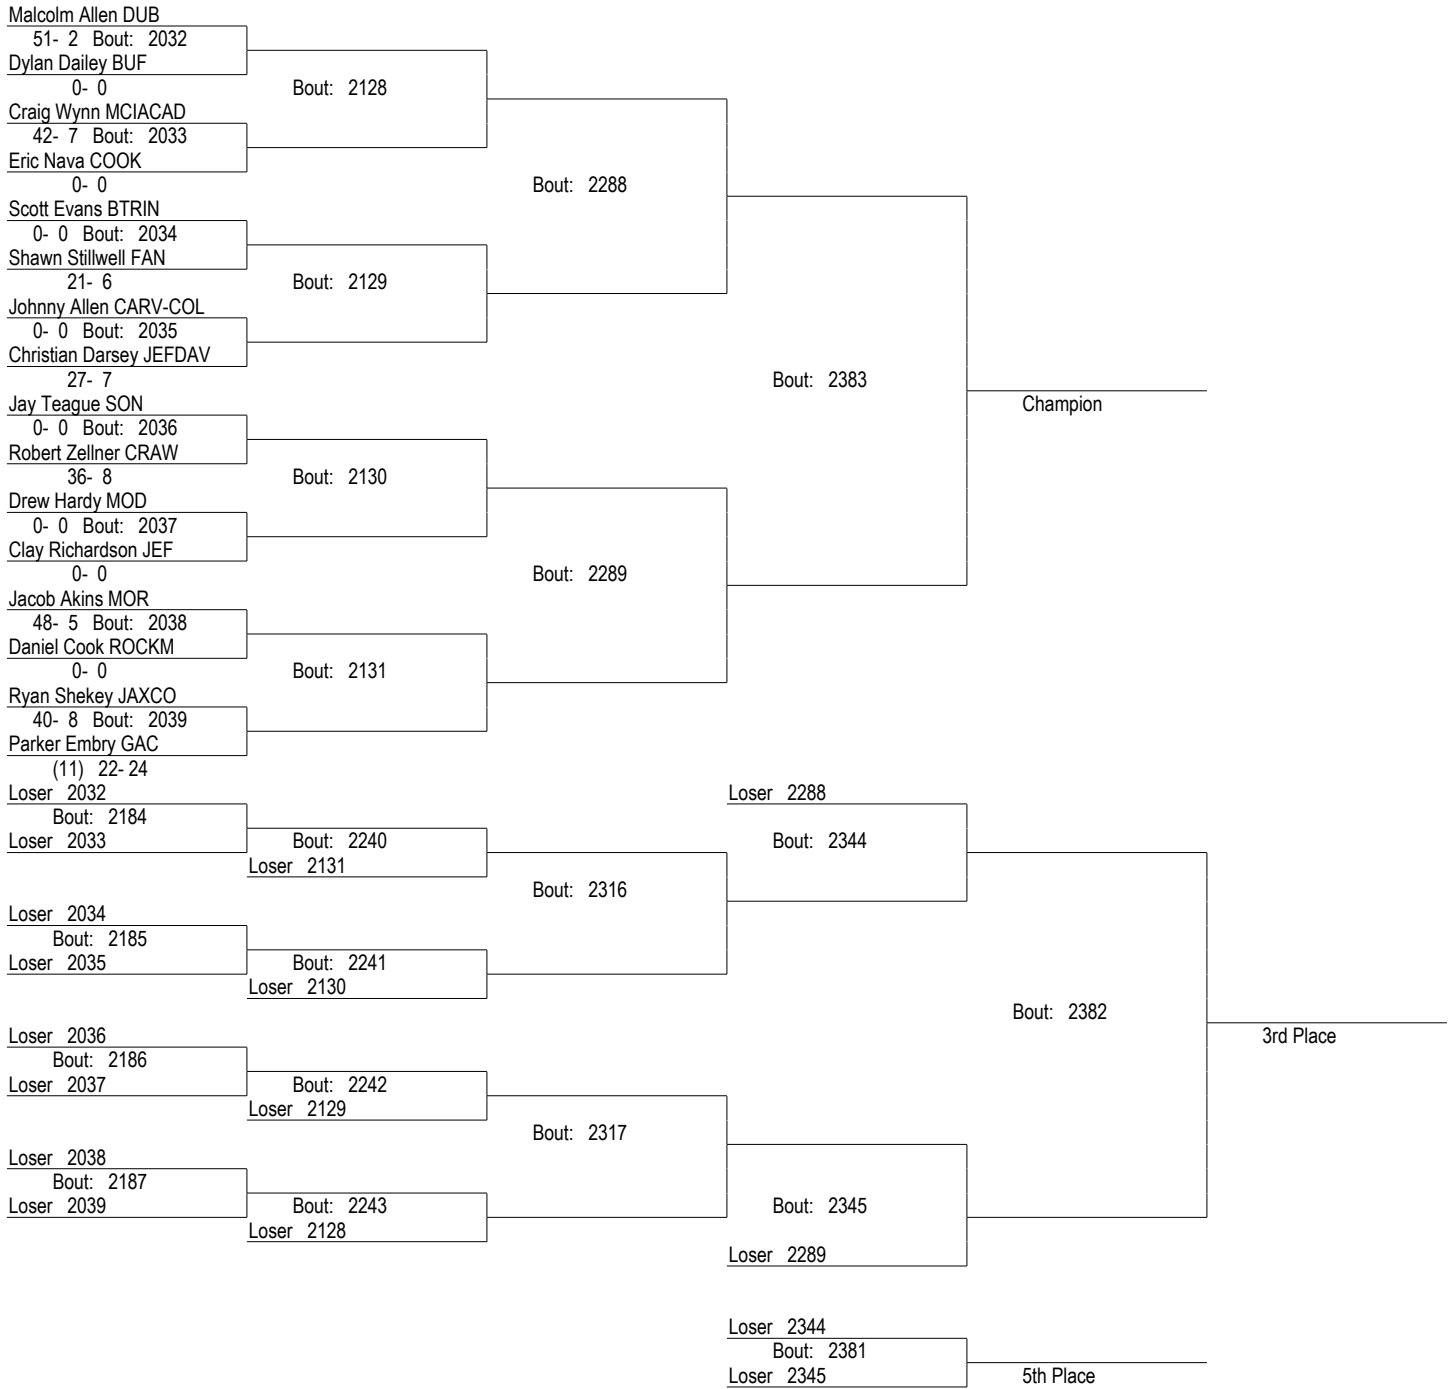 Malcolm Allen DUB
51- 2 Bout: 2032
Dylan Dailey BUF
0- 0
Bout: 2128
Craig Wynn MCIACAD
42- 7 Bout: 2033
Eric Nava COOK
0- 0
Bout: 2288
Scott Evans BTRIN
0- 0 Bout: 2034
Shawn Stillwell FAN
21- 6
Bout: 2129
Johnny Allen CARV-COL
0- 0 Bout: 2035
Christian Darsey JEFDAV
27- 7
Bout: 2383
Jay Teague SON
Champion
0- 0 Bout: 2036
Robert Zellner CRAW
36- 8
Bout: 2130
Drew Hardy MOD
0- 0 Bout: 2037
Clay Richardson JEF
0- 0
Bout: 2289
Jacob Akins MOR
48- 5 Bout: 2038
Daniel Cook ROCKM
0- 0
Bout: 2131
Ryan Shekey JAXCO
40- 8 Bout: 2039
Parker Embry GAC
(11) 22- 24
Loser 2032
Loser 2288
Bout: 2184
Loser 2033
Bout: 2240
Bout: 2344
Loser 2131
Bout: 2316
Loser 2034
Bout: 2185
Loser 2035
Bout: 2241
Loser 2130
Bout: 2382
Loser 2036
3rd Place
Bout: 2186
Loser 2037
Bout: 2242
Loser 2129
Bout: 2317
Loser 2038
Bout: 2187
Loser 2039
Bout: 2243
Bout: 2345
Loser 2128
Loser 2289
Loser 2344
Bout: 2381
Loser 2345
5th Place